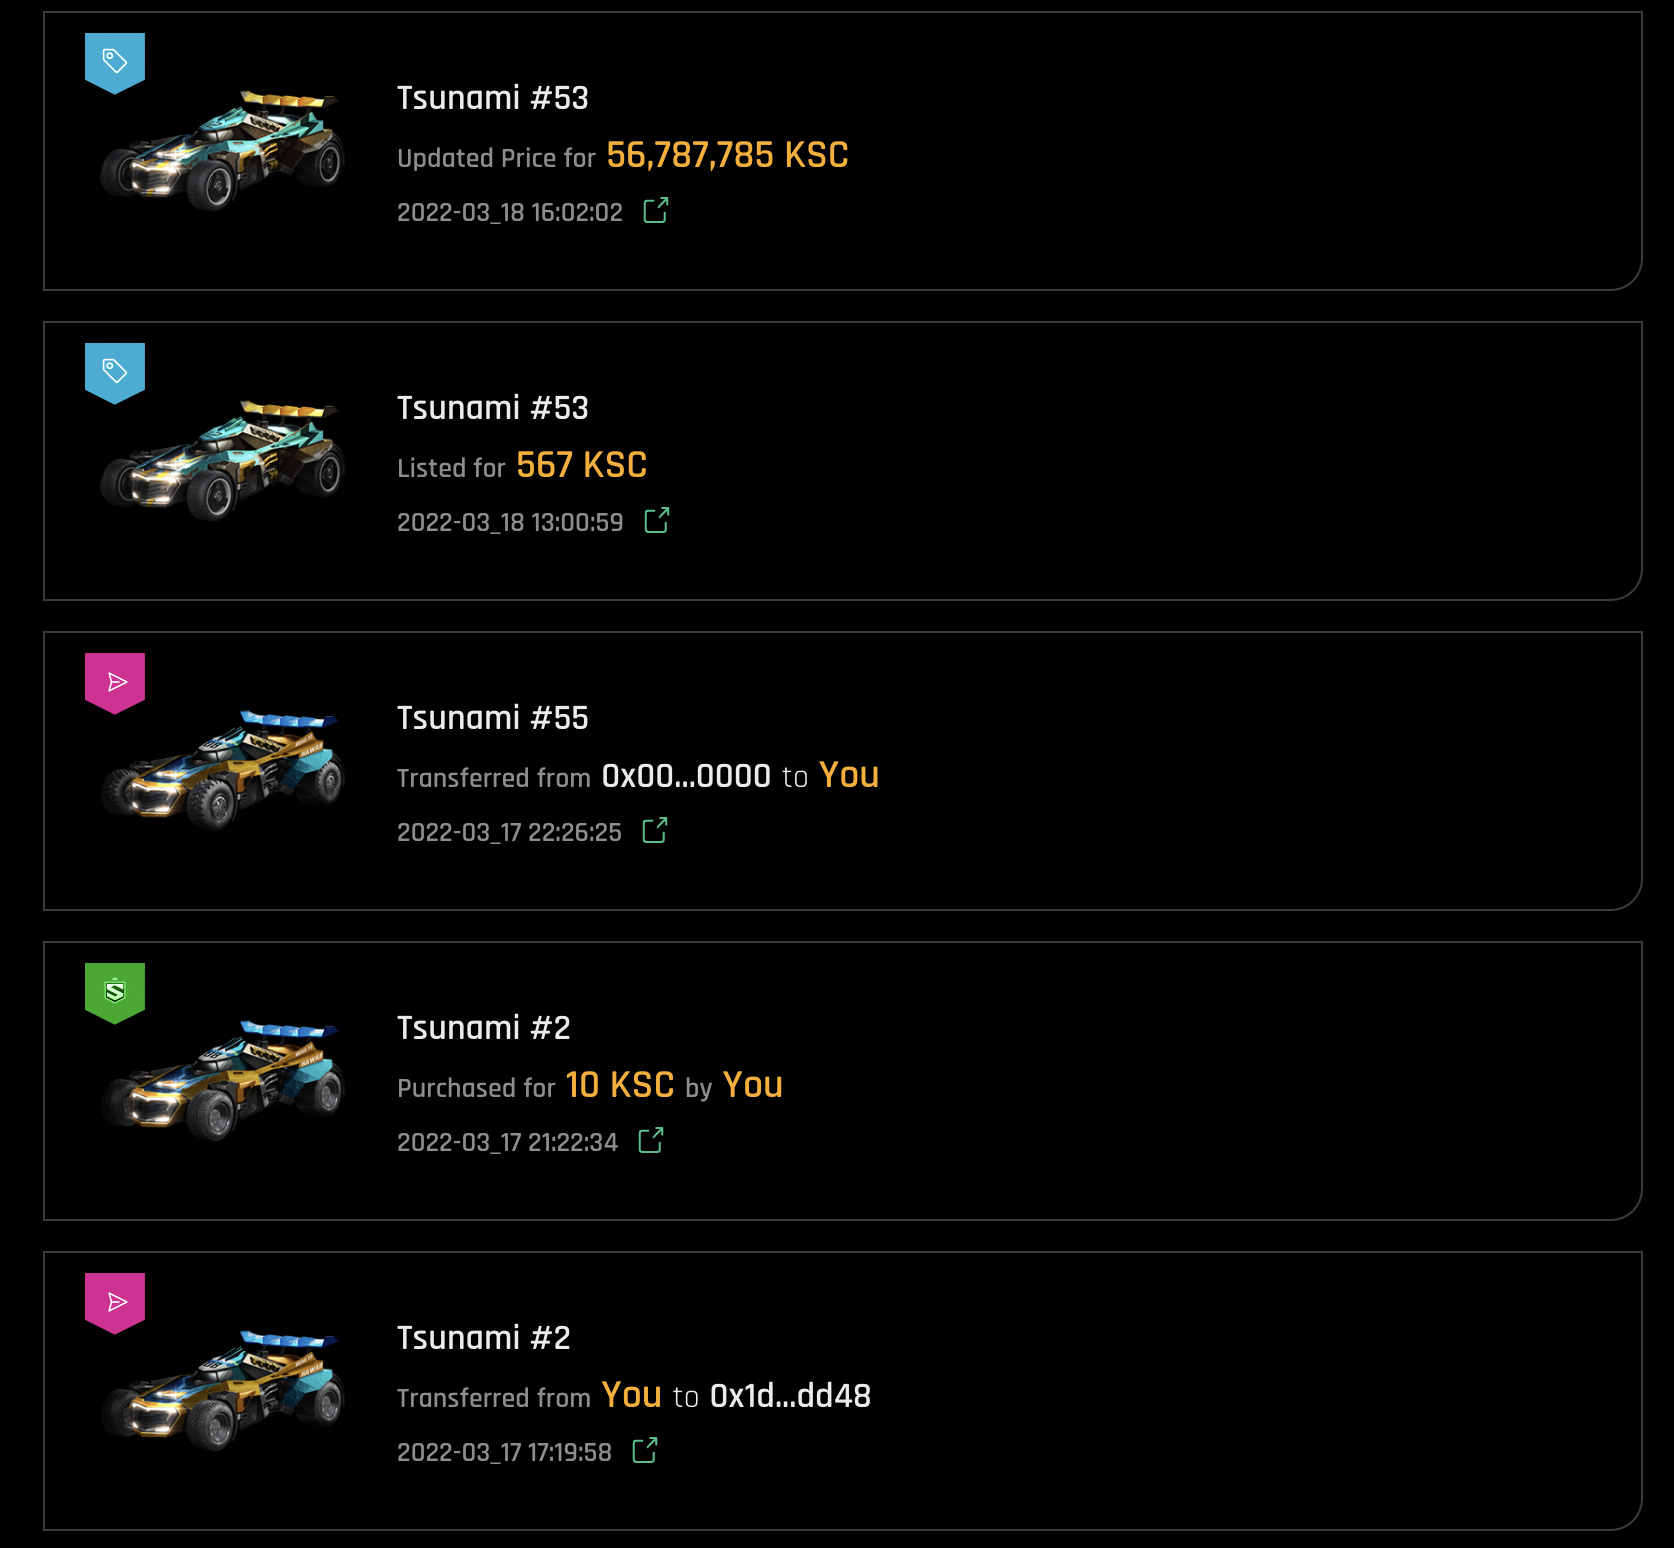 Tsunami #53
Updated Price for 56,787,785 KSC
2022-03_18 16:02:02
Tsunami #53
Listed for 567 KSC
2022-03_18 13:00:59
Tsunami #55
Transferred from 0x00...0000 to You
2022-03_17 22:26:25
Tsunami #2
Purchased for 10 KSC by You
2022-03_17 21:22:34
Tsunami #2
Transferred from You to 0x1d...dd48
2022-03_17 17:19:58